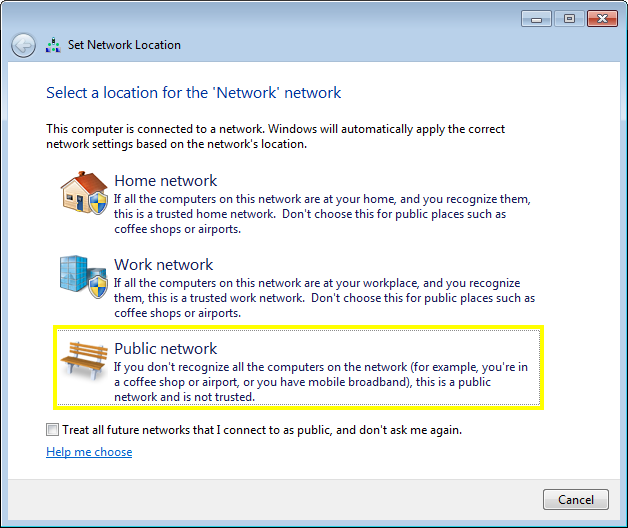 Set Network Location
Select a location for the 'Network' network
This computer is connected to a network. Windows will automatically apply the correct
network settings based on the network's location.
Home network
If all the computers on this network are at your home, and you recognize them,
this is a trusted home network.  Don't choose this for public places such as
coffee shops or airports.
Work network
If all the computers on this network are at your workplace, and you recognize
them, this is a trusted work network.  Don't choose this for public places such as
coffee shops or airports.
Public network
If you don't recognize all the computers on the network (for example, you're in
a coffee shop or airport, or you have mobile broadband), this is a public
network and is not trusted.
Treat all future networks that I connect to as public, and don't ask me again.
Help me choose
Cancel